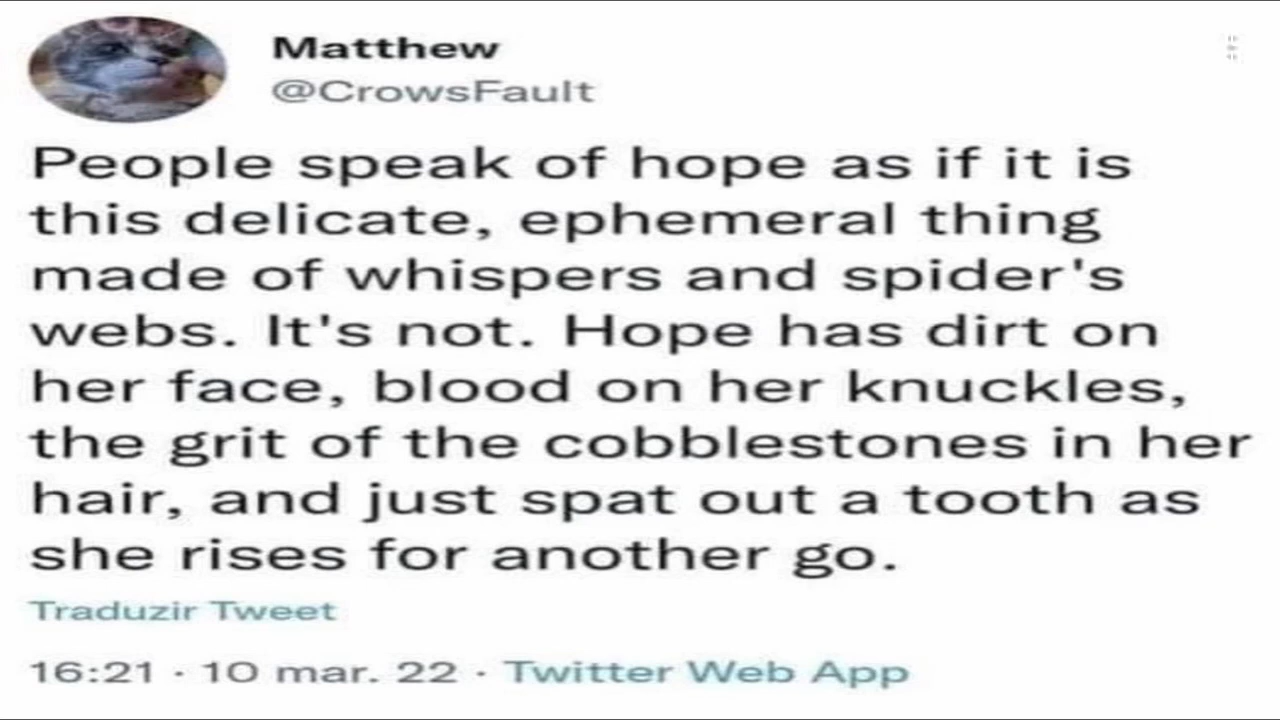 Matthew
@CrowsFault
People speak of hope as if it is
this delicate, ephemeral thing
made of whispers and spider's
webs. It's not. Hope has dirt on
her face, blood on her knuckles,
the grit of the cobblestones in her
hair, and just spat out a tooth as
she rises for another go.
Traduzir Tweet
16:21 · 10 mar. 22 · Twitter Web App